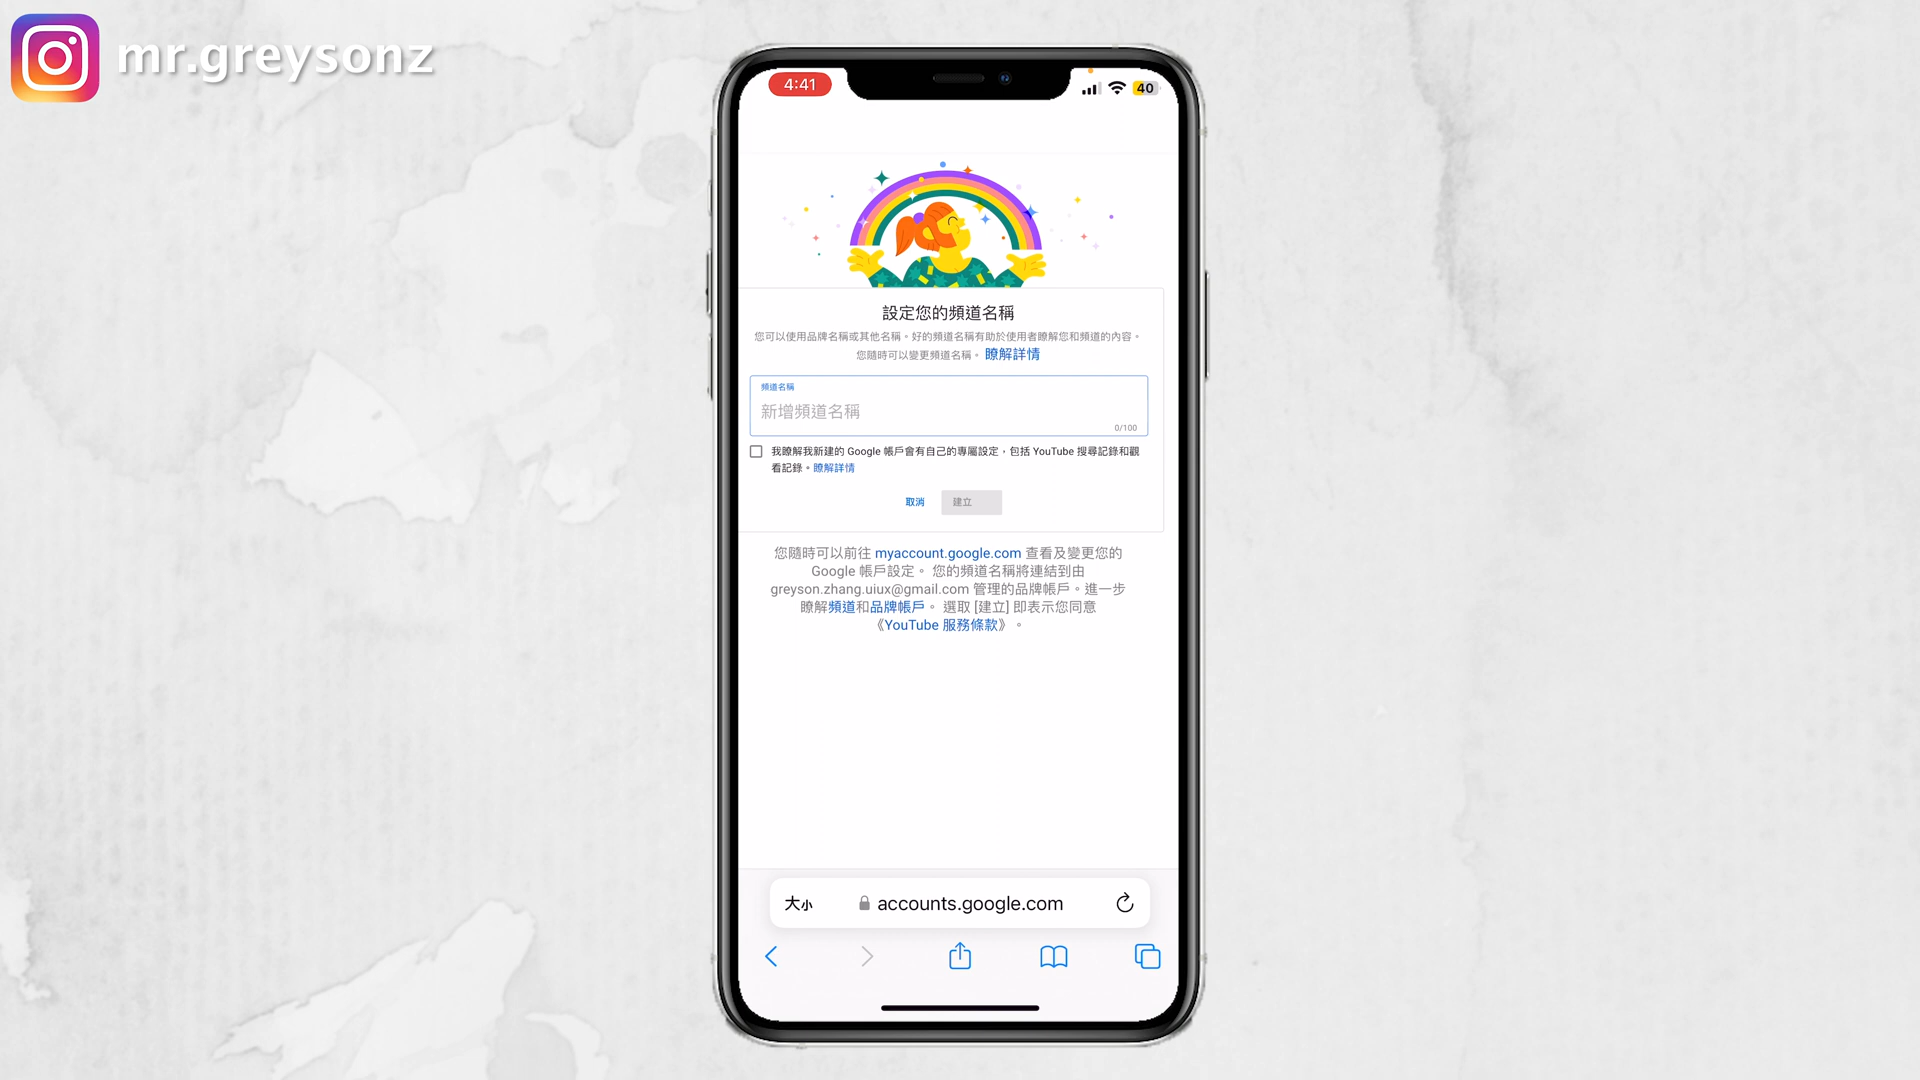 mr.greysonz
4:41
40
設定您的頻道名稱
您可以使用品牌名稱或其他名稱。好的頻道名稱有助於使用者瞭解您和頻道的內容。
您隨時可以變更頻道名稱。 瞭解詳情
頻道名稱
新增頻道名稱
0/100
我瞭解我新建的 Google 帳戶會有自己的專屬設定，包括 YouTube 搜尋記錄和觀
看記錄。瞭解詳情
取消 建立
您隨時可以前往 myaccount.google.com 查看及變更您的
Google 帳戶設定。 您的頻道名稱將連結到由
greyson.zhang.uiux@gmail.com 管理的品牌帳戶。進一步
瞭解頻道和品牌帳戶。 選取 [建立] 即表示您同意
《YouTube 服務條款》 。
大小 accounts.google.com